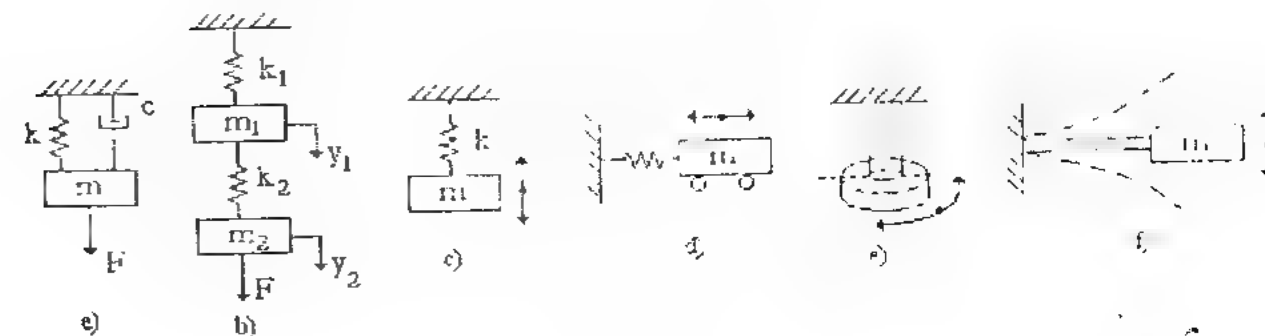 k c
m
F
e)
k₁
m₁
y₁
k₂
m₂
y₂
F
b)
k
m
c)
m
d,
e)
m
f,